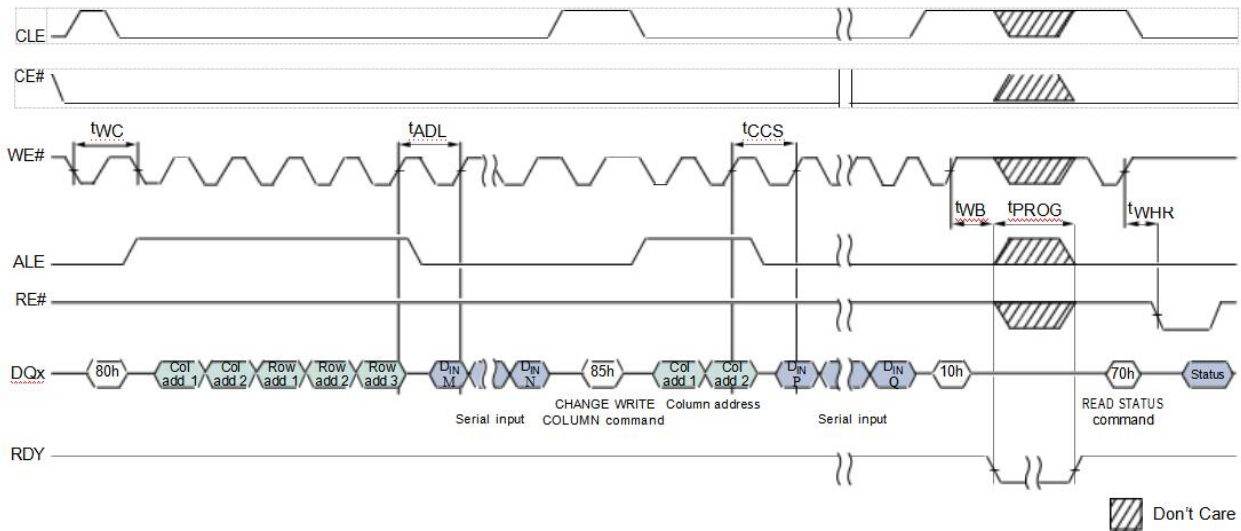 CLE
CE#
tWC
tADL
tCCS
WE#
tWB
tPROG
tWHR
ALE
RE#
DQx
80h
Col add 1
Col add 2
Row add 1
Row add 2
Row add 3
DIN M
DIN N
85h
Col add 1
Col add 2
DIN P
DIN Q
10h
70h
Status
Serial input
CHANGE WRITE
COLUMN command
Column address
Serial input
READ STATUS
command
RDY
Don't Care